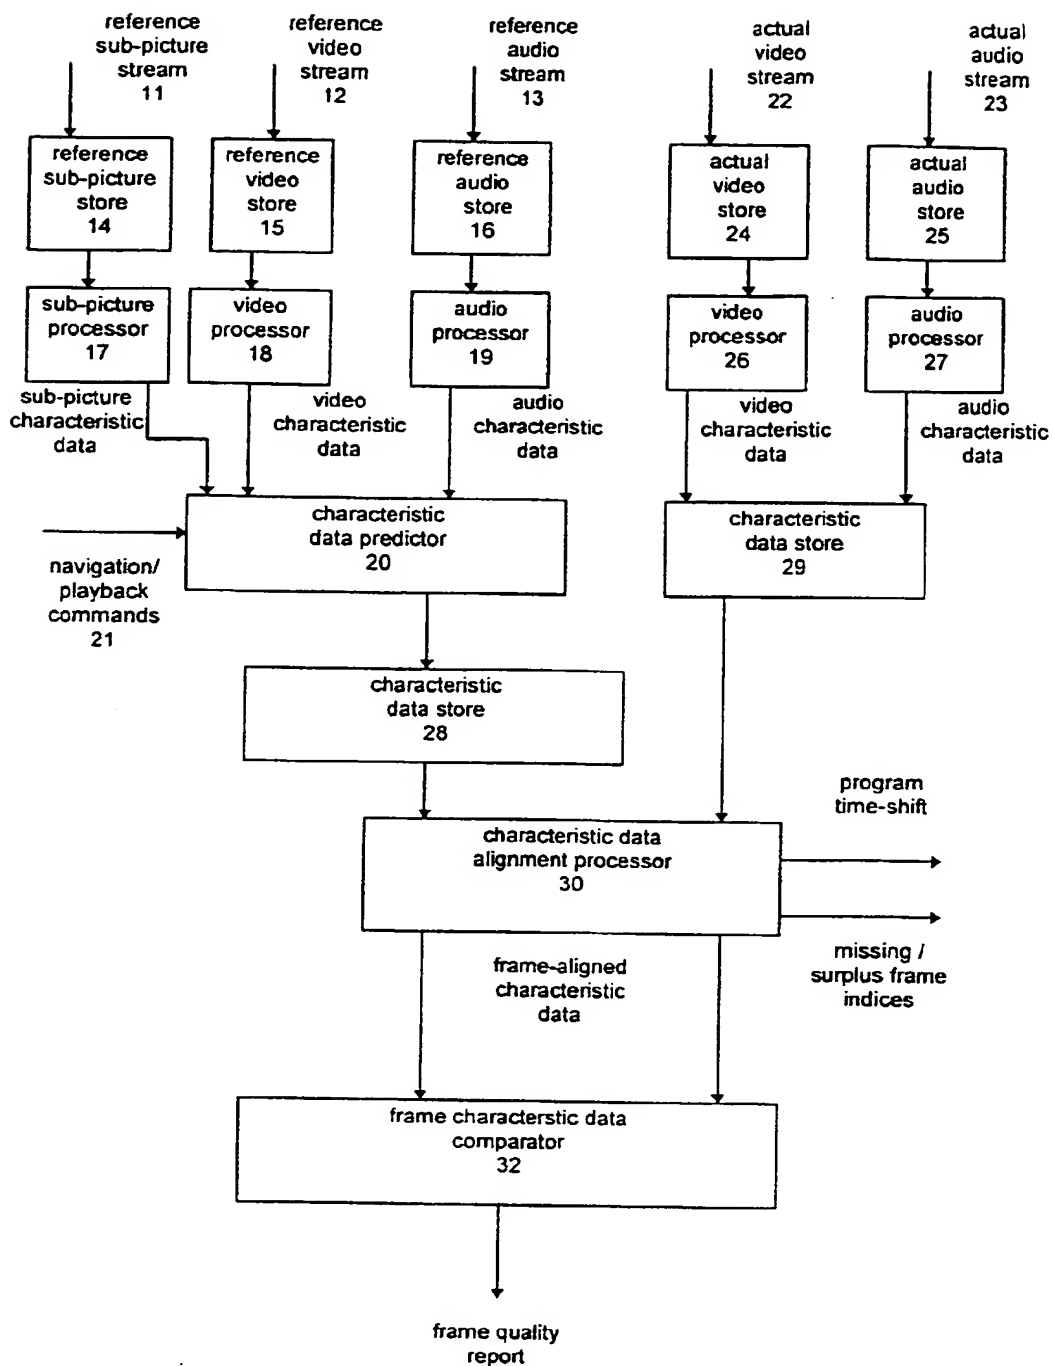 reference
sub-picture
stream
11
reference
video
stream
12
reference
audio
stream
13
actual
video
stream
22
actual
audio
stream
23
reference
sub-picture
store
14
reference
video
store
15
reference
audio
store
16
actual
video
store
24
actual
audio
store
25
sub-picture
processor
17
video
processor
18
audio
processor
19
video
processor
26
audio
processor
27
sub-picture
characteristic
data
video
characteristic
data
audio
characteristic
data
video
characteristic
data
audio
characteristic
data
characteristic
data predictor
20
characteristic
data store
29
navigation/
playback
commands
21
characteristic
data store
28
program
time-shift
characteristic data
alignment processor
30
missing /
surplus frame
indices
frame-aligned
characteristic
data
frame characterstic data
comparator
32
frame quality
report